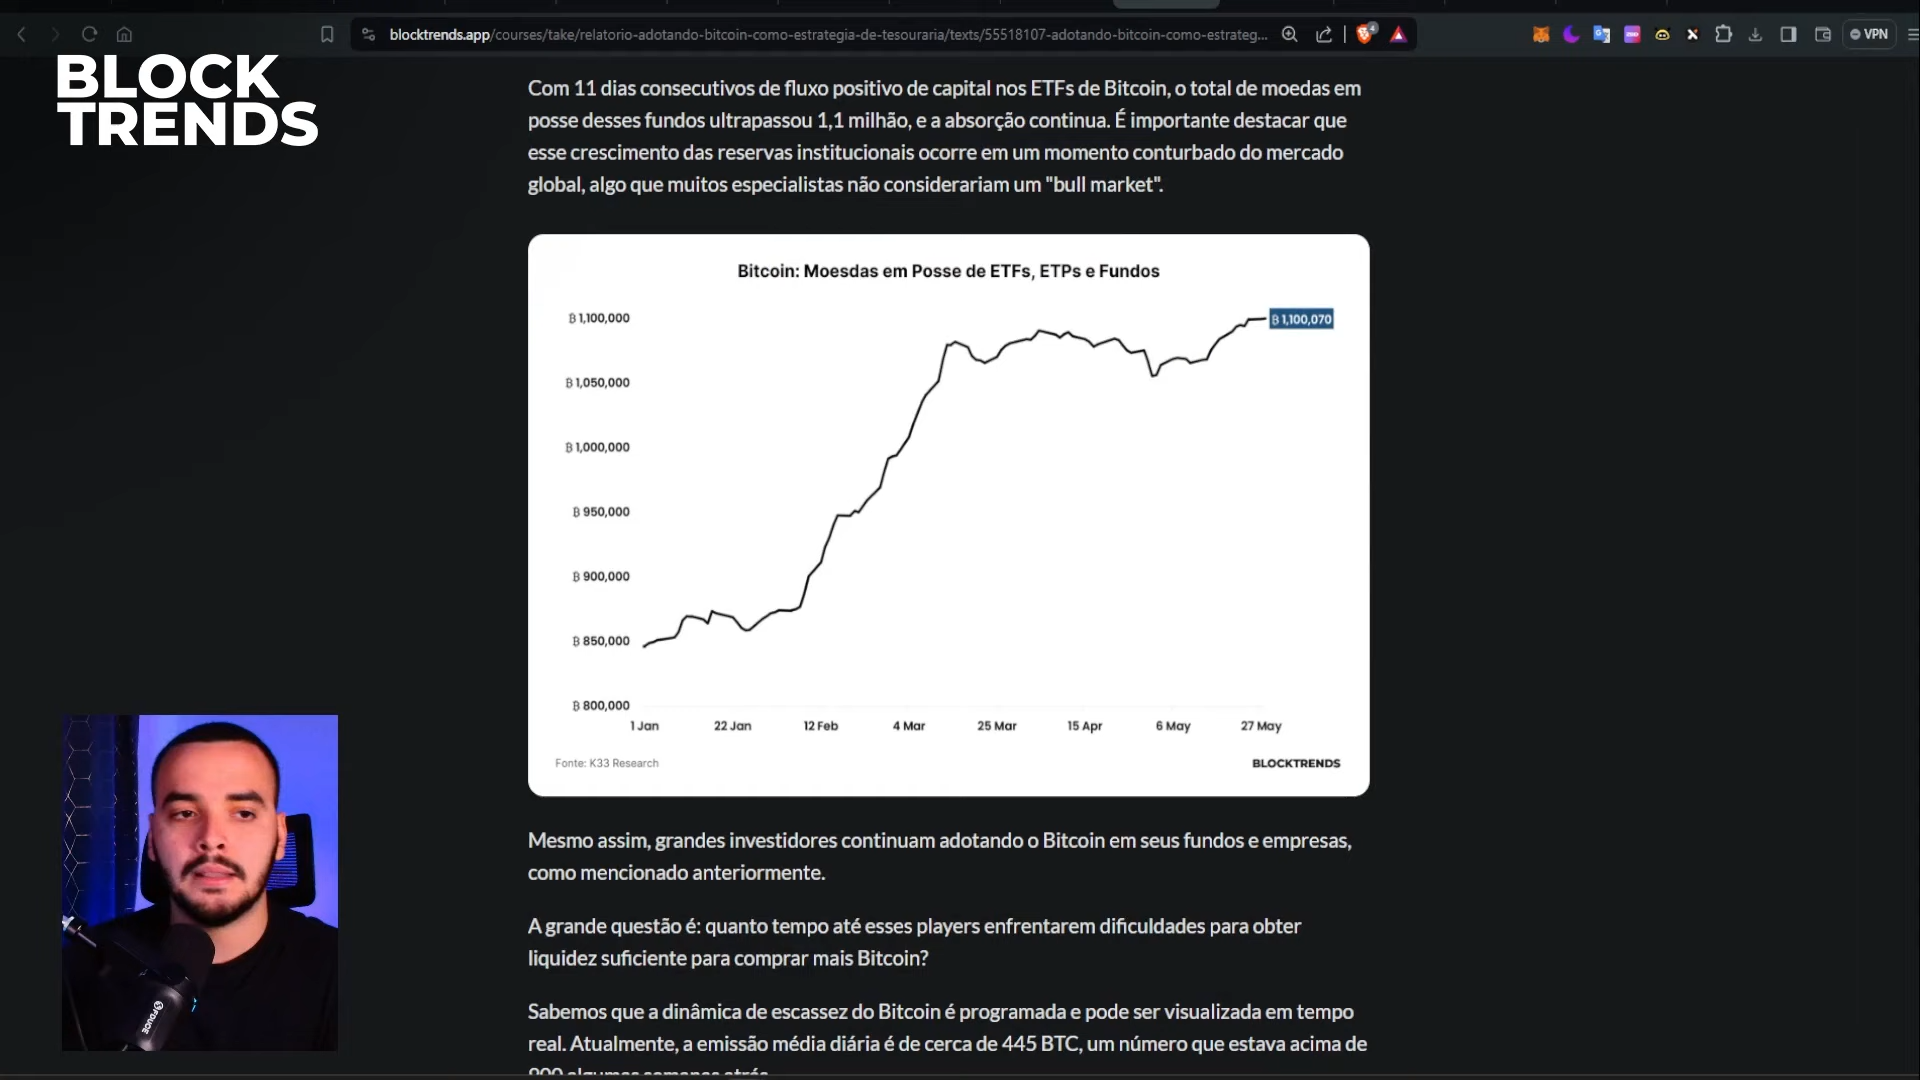 blocktrends.app/courses/take/relatorio-adotando-bitcoin-como-estrategia-de-tesouraria/texts/55518107-adotando-bitcoin-como-estrateg...
4
VPN
BLOCK
TRENDS
Com 11 dias consecutivos de fluxo positivo de capital nos ETFs de Bitcoin, o total de moedas em
posse desses fundos ultrapassou 1,1 milhão, e a absorção continua. É importante destacar que
esse crescimento das reservas institucionais ocorre em um momento conturbado do mercado
global, algo que muitos especialistas não considerariam um "bull market".
Bitcoin: Moesdas em Posse de ETFs, ETPs e Fundos
₿ 1,100,000
₿ 1,100,070
₿ 1,050,000
₿ 1,000,000
₿ 950,000
₿ 900,000
₿ 850,000
₿ 800,000
1 Jan 22 Jan 12 Feb 4 Mar 25 Mar 15 Apr 6 May 27 May
Fonte: K33 Research
BLOCKTRENDS
Mesmo assim, grandes investidores continuam adotando o Bitcoin em seus fundos e empresas,
como mencionado anteriormente.
A grande questão é: quanto tempo até esses players enfrentarem dificuldades para obter
liquidez suficiente para comprar mais Bitcoin?
Sabemos que a dinâmica de escassez do Bitcoin é programada e pode ser visualizada em tempo
real. Atualmente, a emissão média diária é de cerca de 445 BTC, um número que estava acima de
900 algumas semanas atrás
FDUCE